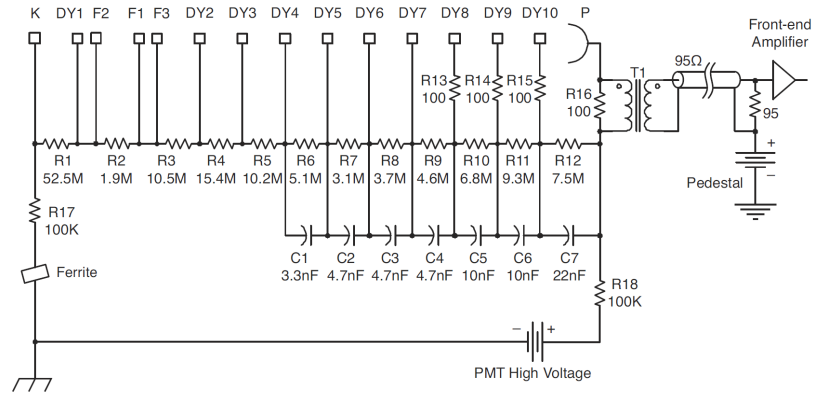 K DY1 F2 F1 F3 DY2 DY3 DY4 DY5 DY6 DY7 DY8 DY9 DY10 P
Front-end
Amplifier
95Ω
T1
R13 R14 R15
100 100 100
R16
100
95
R1 R2 R3 R4 R5 R6 R7 R8 R9 R10 R11 R12
52.5M 1.9M 10.5M 15.4M 10.2M 5.1M 3.1M 3.7M 4.6M 6.8M 9.3M 7.5M
+
Pedestal
−
R17
100K
C1 C2 C3 C4 C5 C6 C7
3.3nF 4.7nF 4.7nF 4.7nF 10nF 10nF 22nF
Ferrite
R18
100K
− +
PMT High Voltage